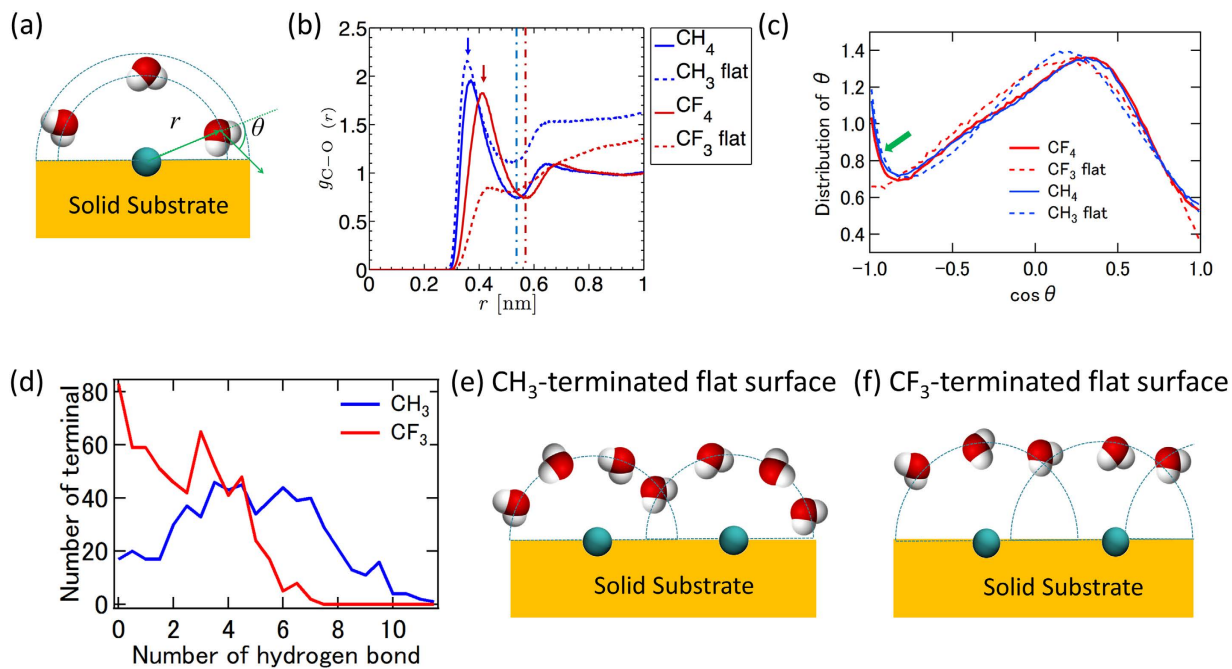 (a)
r
θ
Solid Substrate
(b)
g_C−O (r)
2.5
2
1.5
1
0.5
0
0 0.2 0.4 0.6 0.8 1
r [nm]
CH₄
CH₃ flat
CF₄
CF₃ flat
(c)
Distribution of θ
1.4
1.2
1.0
0.8
0.6
0.4
−1.0 −0.5 0.0 0.5 1.0
cos θ
CF₄
CF₃ flat
CH₄
CH₃ flat
(d)
Number of terminal
80
60
40
20
0
0 2 4 6 8 10
Number of hydrogen bond
CH₃
CF₃
(e) CH₃-terminated flat surface
Solid Substrate
(f) CF₃-terminated flat surface
Solid Substrate